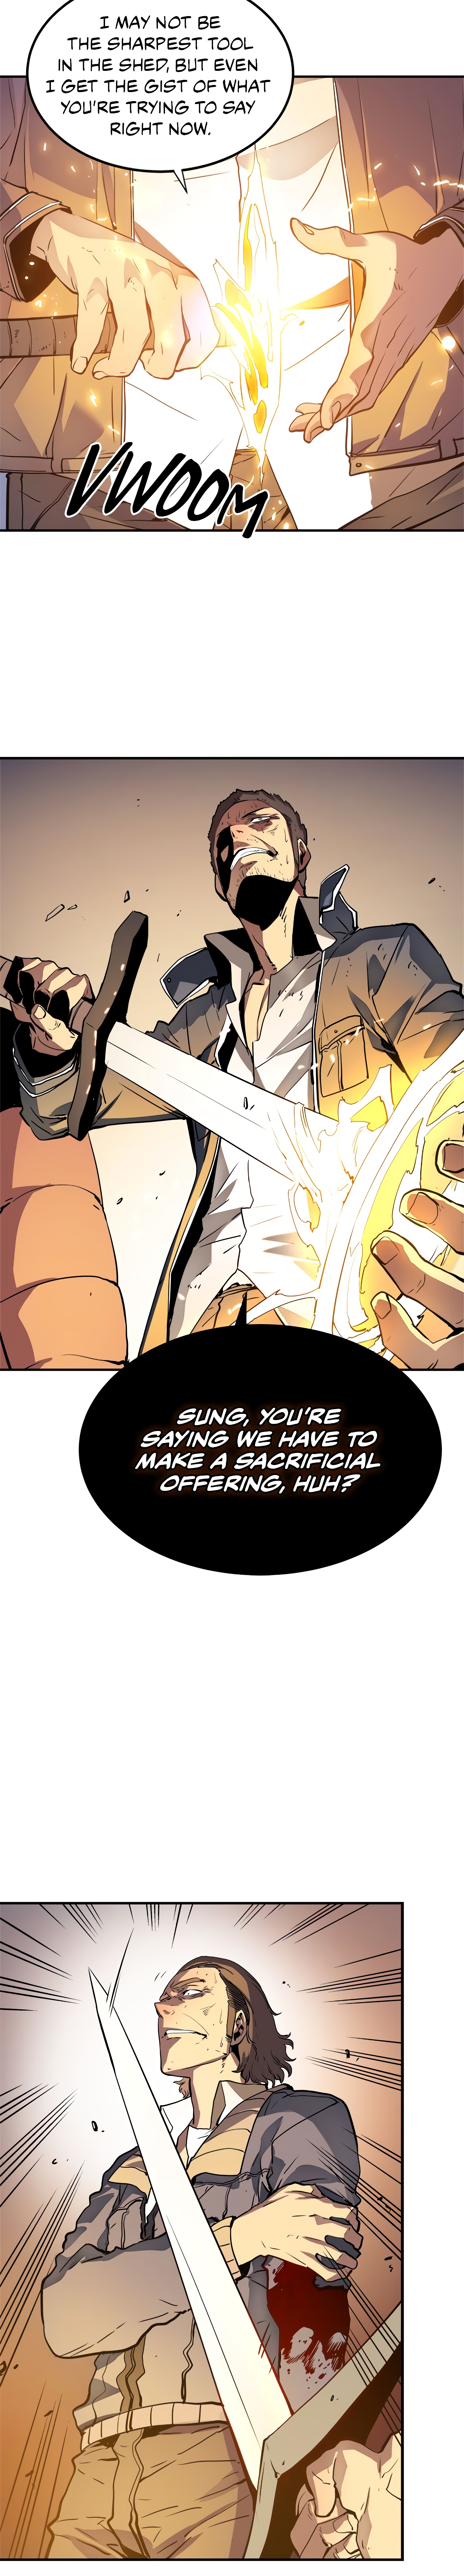 I MAY NOT BE
THE SHARPEST TOOL
IN THE SHED, BUT EVEN
I GET THE GIST OF WHAT
YOU'RE TRYING TO SAY
RIGHT NOW.
VWOOM
SUNG, YOU'RE
SAYING WE HAVE TO
MAKE A SACRIFICIAL
OFFERING, HUH?